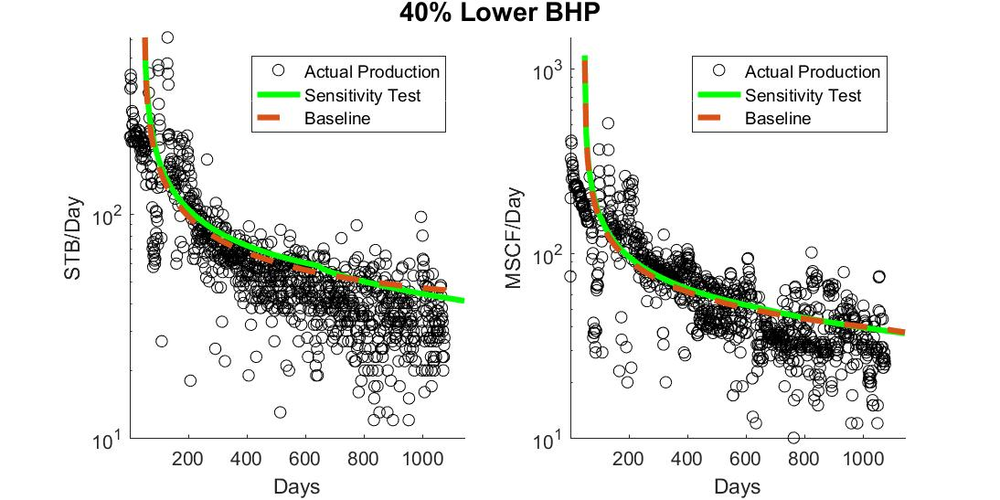 40% Lower BHP
STB/Day
10^2
10^1
200 400 600 800 1000
Days
Actual Production
Sensitivity Test
Baseline
MSCF/Day
10^3
10^2
10^1
200 400 600 800 1000
Days
Actual Production
Sensitivity Test
Baseline